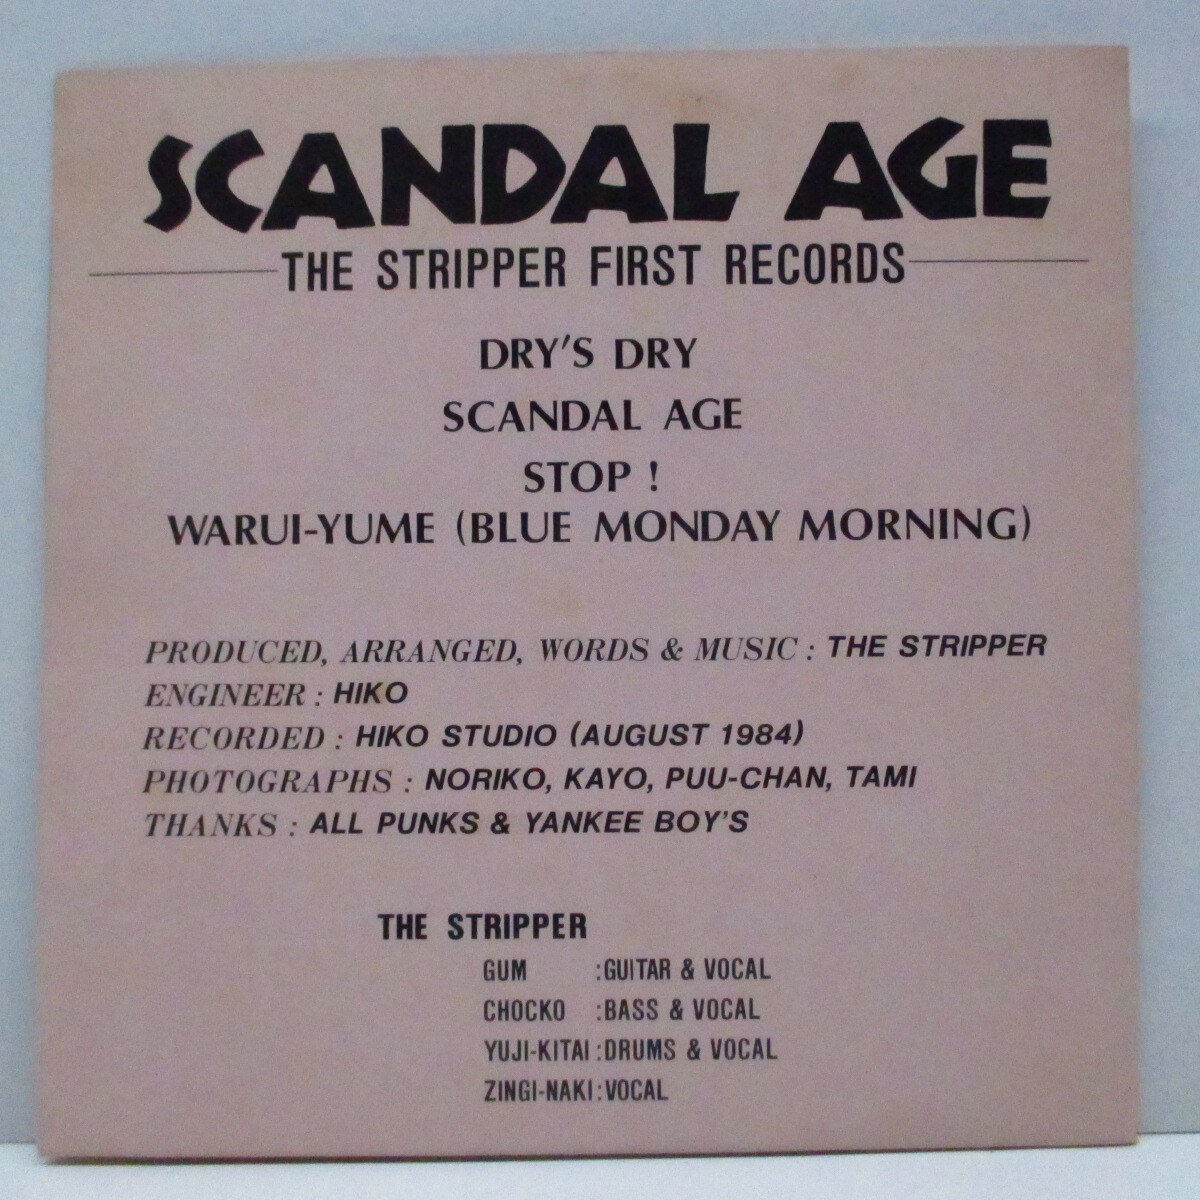 SCANDAL AGE
THE STRIPPER FIRST RECORDS
DRY'S DRY
SCANDAL AGE
STOP !
WARUI-YUME (BLUE MONDAY MORNING)
PRODUCED, ARRANGED, WORDS & MUSIC : THE STRIPPER
ENGINEER : HIKO
RECORDED : HIKO STUDIO (AUGUST 1984)
PHOTOGRAPHS : NORIKO, KAYO, PUU-CHAN, TAMI
THANKS : ALL PUNKS & YANKEE BOY'S
THE STRIPPER
GUM :GUITAR & VOCAL
CHOCKO :BASS & VOCAL
YUJI-KITAI :DRUMS & VOCAL
ZINGI-NAKI :VOCAL